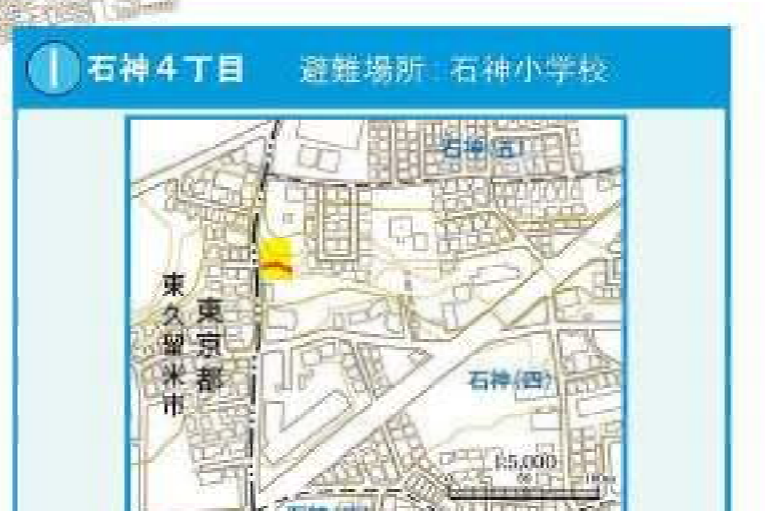 1 石神4丁目 避難場所：石神小学校
石神(五)
東久留米市
東京都
石神(四)
1:5,000